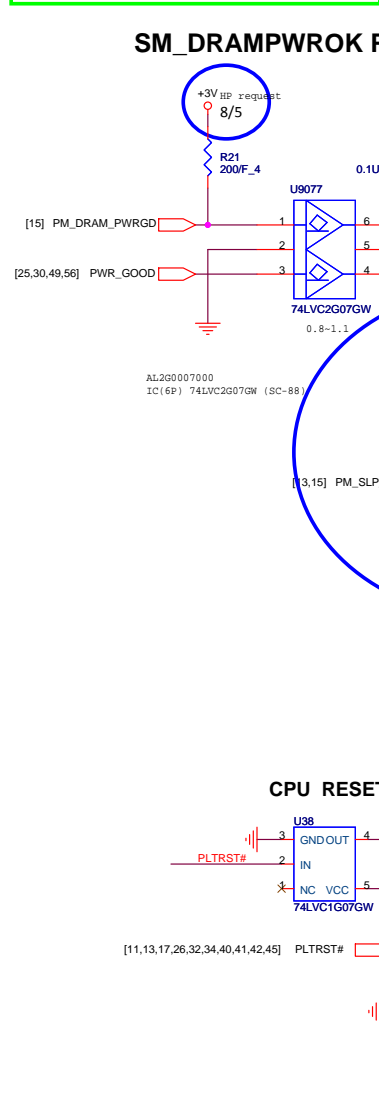 SM_DRAMPWROK
+3V HP request
8/5
R21
200/F_4
0.1U
U9077
[15] PM_DRAM_PWRGD
1
6
2
5
[25,30,49,56] PWR_GOOD
3
4
74LVC2G07GW
0.8~1.1
AL2G0007000
IC(6P) 74LVC2G07GW (SC-88)
[13,15] PM_SLP
CPU RESET
U38
3 GND OUT 4
PLTRST# 2 IN
1 NC VCC 5
74LVC1G07GW
[11,13,17,26,32,34,40,41,42,45] PLTRST#